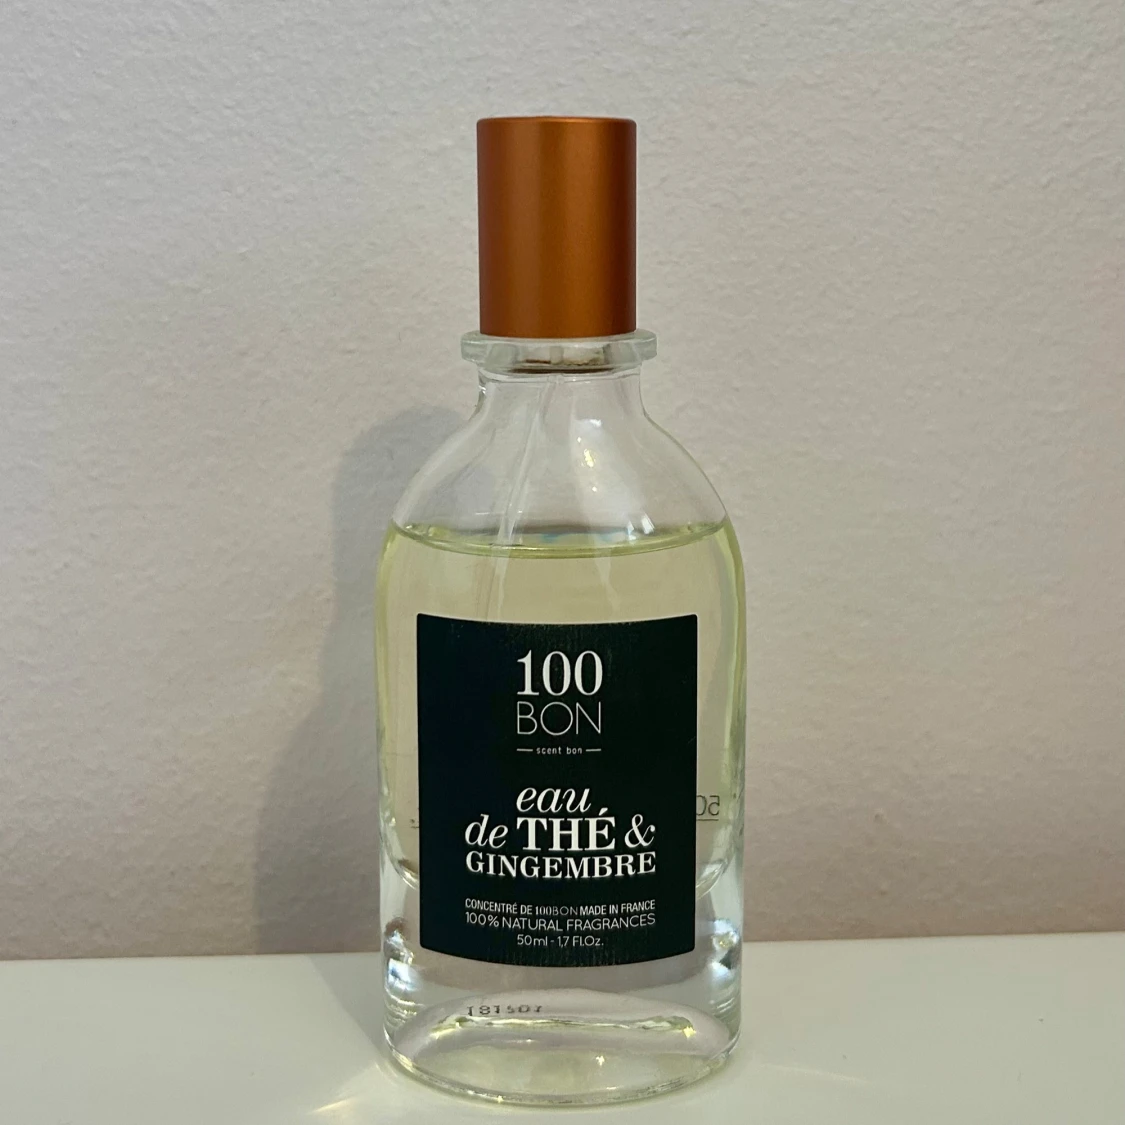 100
BON
scent bon
eau
de THÉ &
GINGEMBRE
CONCENTRÉ DE 100BON MADE IN FRANCE
100% NATURAL FRAGRANCES
50ml - 1,7 Fl.Oz.